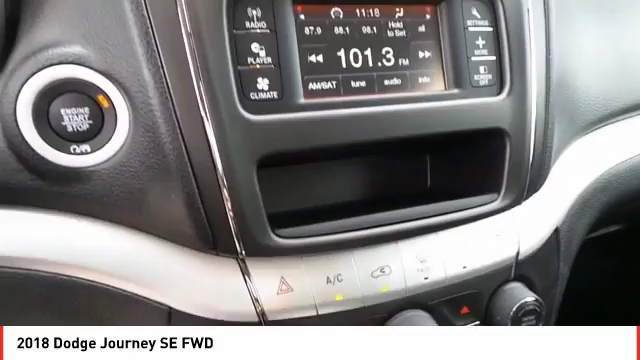 RADIO
11:18
SETTINGS
87.9 88.1 98.1 Hold to Set all
PLAYER
101.3 FM
MORE
CLIMATE
AM/SAT tune audio info
SCREEN OFF
ENGINE
START
STOP
A/C
2018 Dodge Journey SE FWD